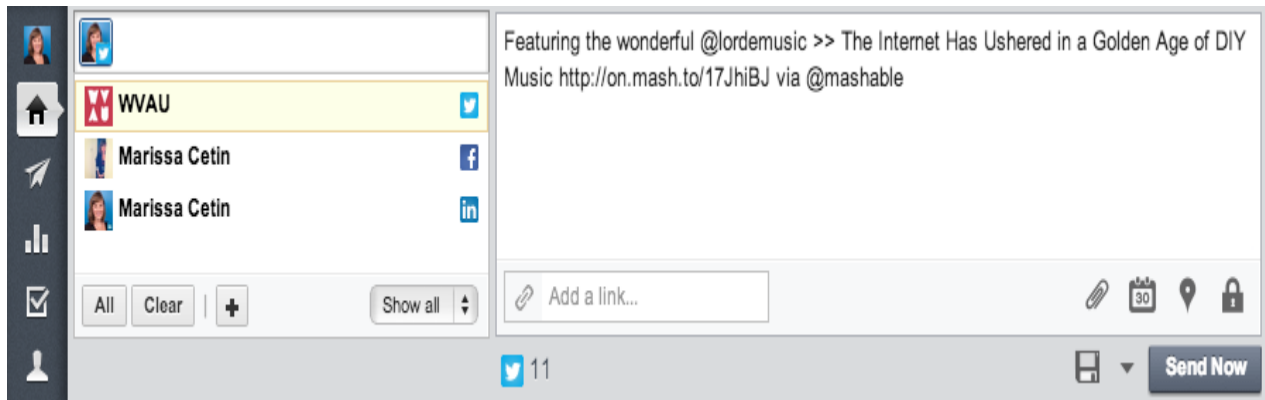 WVAU
Marissa Cetin
Marissa Cetin
All Clear Show all
Featuring the wonderful @lordemusic >> The Internet Has Ushered in a Golden Age of DIY
Music http://on.mash.to/17JhiBJ via @mashable
Add a link...
30
11
Send Now